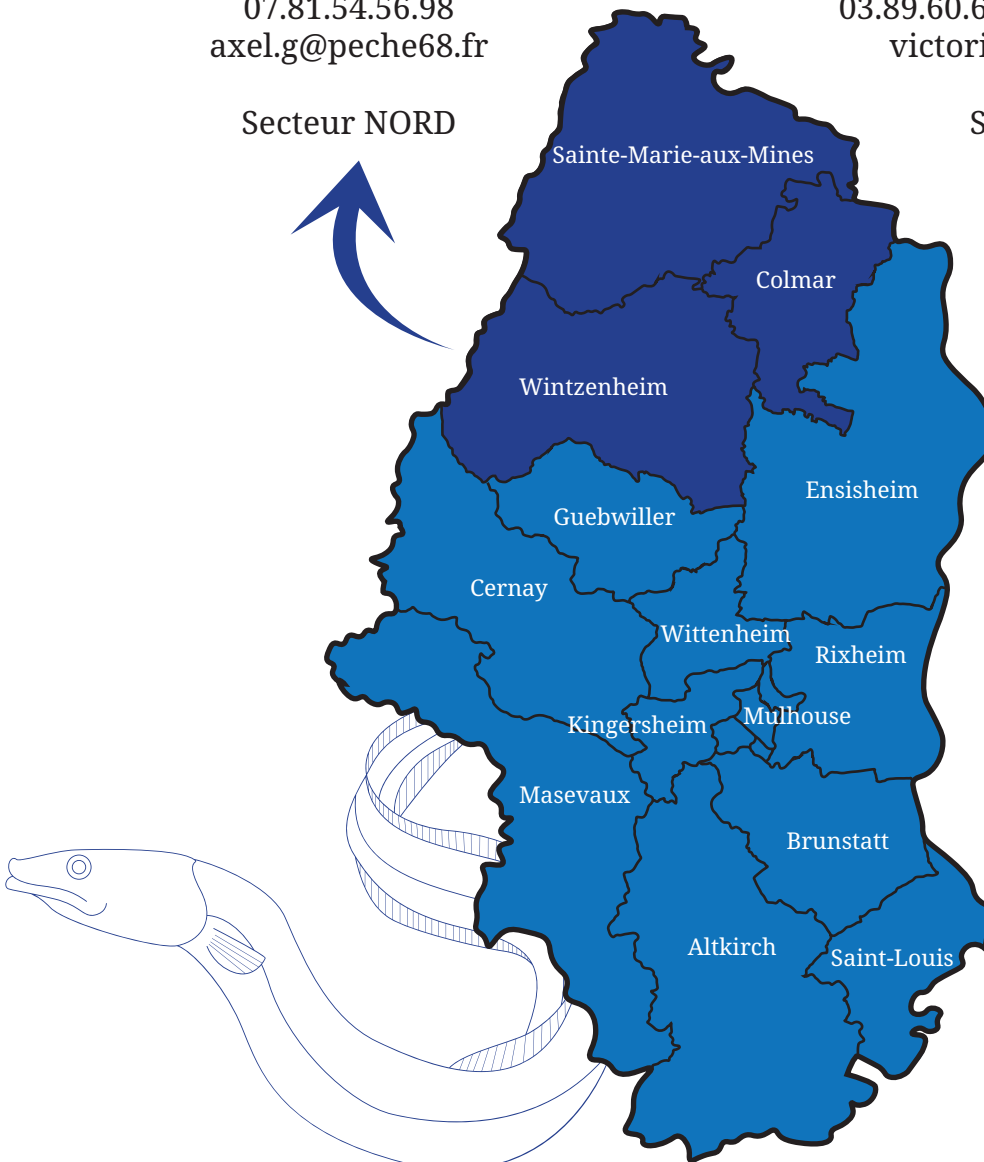 07.81.54.56.98
axel.g@peche68.fr
Secteur NORD
Sainte-Marie-aux-Mines
Colmar
Wintzenheim
Ensisheim
Guebwiller
Cernay
Wittenheim
Rixheim
Mulhouse
Kingersheim
Masevaux
Brunstatt
Altkirch
Saint-Louis